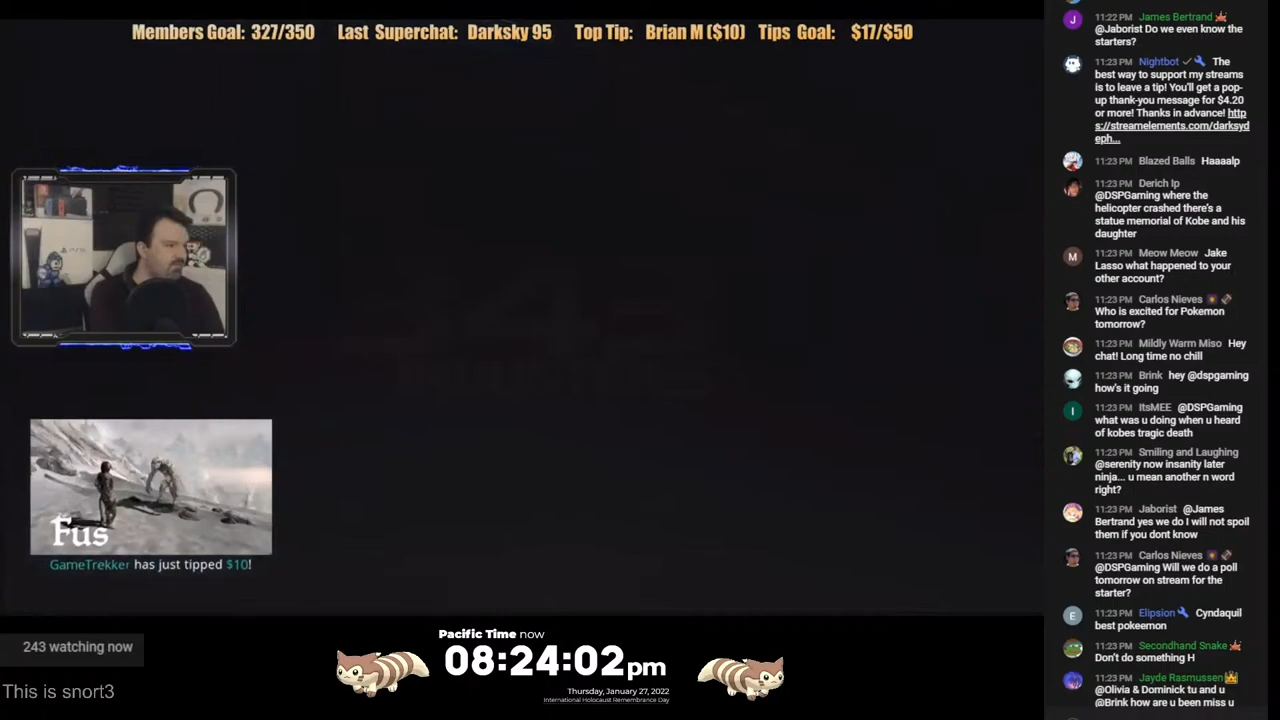 Members Goal: 327/350 Last Superchat: Darksky 95 Top Tip: Brian M ($10) Tips Goal: $17/$50
Fus
GameTrekker has just tipped $10!
243 watching now
This is snort3
Pacific Time now
08:24:02pm
Thursday, January 27, 2022
International Holocaust Remembrance Day
11:22 PM James Bertrand
@Jaborist Do we even know the
starters?
11:23 PM Nightbot The
best way to support my streams
is to leave a tip! You'll get a pop-
up thank-you message for $4.20
or more! Thanks in advance! http
s://streamelements.com/darksyd
eph...
11:23 PM Blazed Balls Haaaalp
11:23 PM Derich Ip
@DSPGaming where the
helicopter crashed there's a
statue memorial of Kobe and his
daughter
11:23 PM Meow Meow Jake
Lasso what happened to your
other account?
11:23 PM Carlos Nieves
Who is excited for Pokemon
tomorrow?
11:23 PM Mildly Warm Miso Hey
chat! Long time no chill
11:23 PM Brink hey @dspgaming
how's it going
11:23 PM ItsMEE @DSPGaming
what was u doing when u heard
of kobes tragic death
11:23 PM Smiling and Laughing
@serenity now insanity later
ninja... u mean another n word
right?
11:23 PM Jaborist @James
Bertrand yes we do I will not spoil
them if you dont know
11:23 PM Carlos Nieves
@DSPGaming Will we do a poll
tomorrow on stream for the
starter?
11:23 PM Elipsion Cyndaquil
best pokeemon
11:23 PM Secondhand Snake
Don't do something H
11:23 PM Jayde Rasmussen
@Olivia & Dominick tu and u
@Brink how are u been miss u